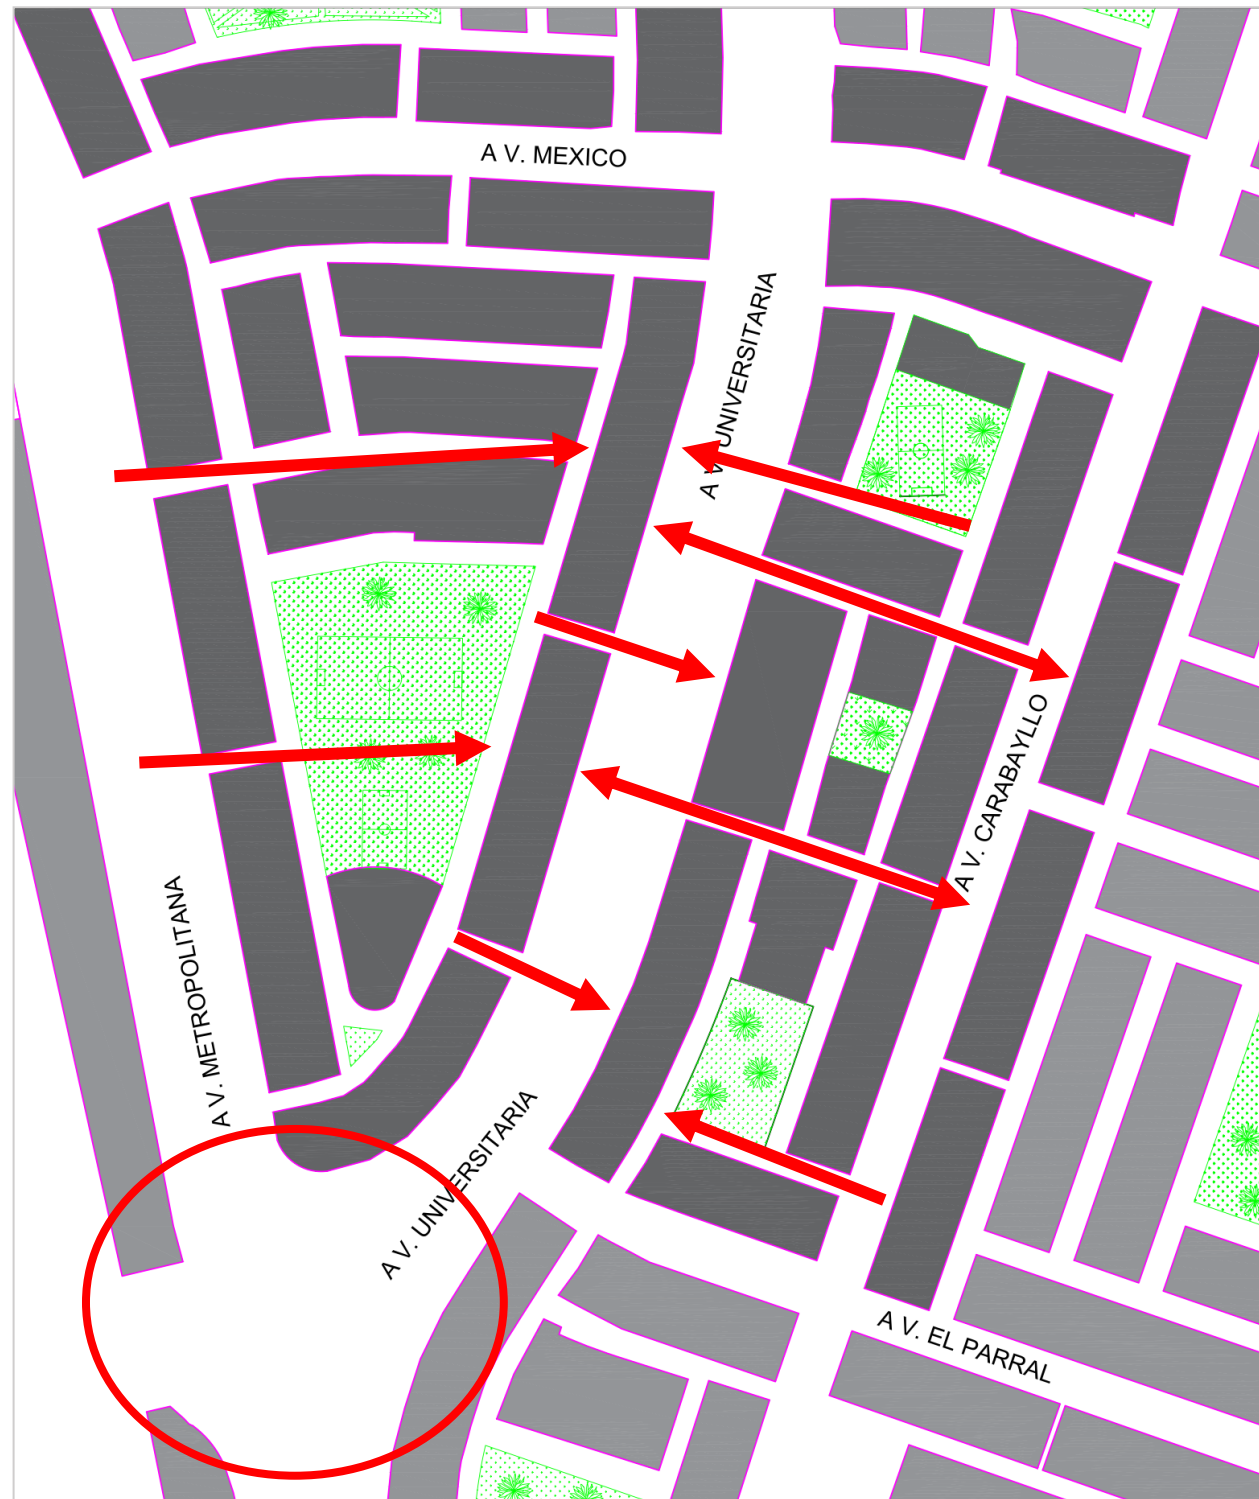 A V. MEXICO
A V. UNIVERSITARIA
A V. CARABAYLLO
A V. METROPOLITANA
A V. UNIVERSITARIA
A V. EL PARRAL